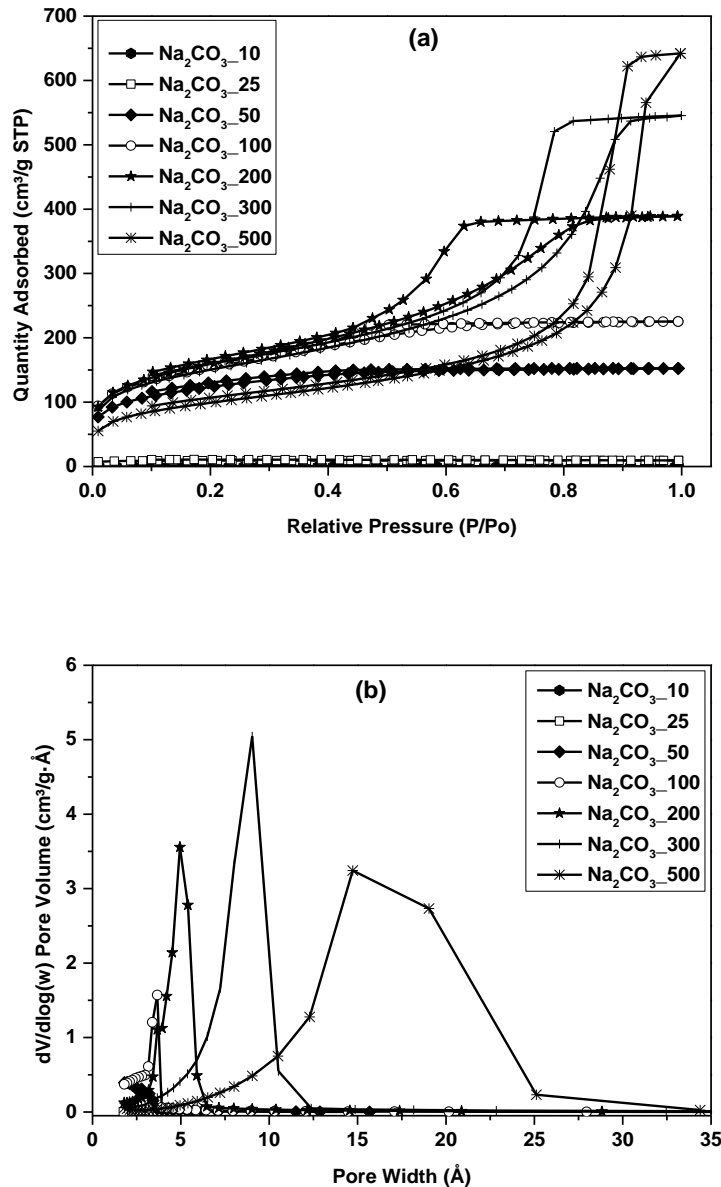 (a)
Na₂CO₃_10
Na₂CO₃_25
Na₂CO₃_50
Na₂CO₃_100
Na₂CO₃_200
Na₂CO₃_300
Na₂CO₃_500
Quantity Adsorbed (cm³/g STP)
700
600
500
400
300
200
100
0
0.0 0.2 0.4 0.6 0.8 1.0
Relative Pressure (P/Po)
(b)
Na₂CO₃_10
Na₂CO₃_25
Na₂CO₃_50
Na₂CO₃_100
Na₂CO₃_200
Na₂CO₃_300
Na₂CO₃_500
dV/dlog(w) Pore Volume (cm³/g·Å)
6
5
4
3
2
1
0
0 5 10 15 20 25 30 35
Pore Width (Å)